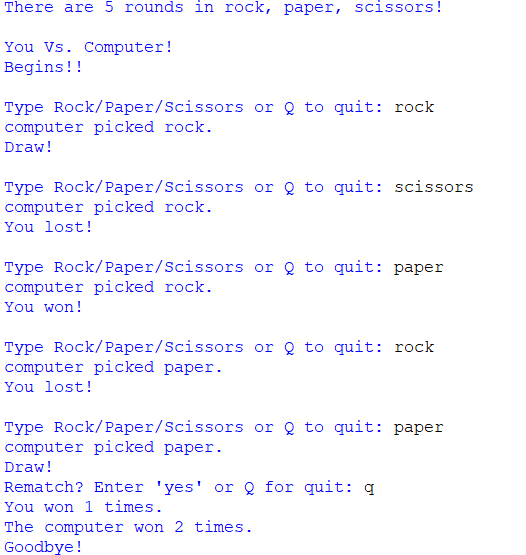 There are 5 rounds in rock, paper, scissors!
You Vs. Computer!
Begins!!
Type Rock/Paper/Scissors or Q to quit: rock
computer picked rock.
Draw!
Type Rock/Paper/Scissors or Q to quit: scissors
computer picked rock.
You lost!
Type Rock/Paper/Scissors or Q to quit: paper
computer picked rock.
You won!
Type Rock/Paper/Scissors or Q to quit: rock
computer picked paper.
You lost!
Type Rock/Paper/Scissors or Q to quit: paper
computer picked paper.
Draw!
Rematch? Enter 'yes' or Q for quit: q
You won 1 times.
The computer won 2 times.
Goodbye!